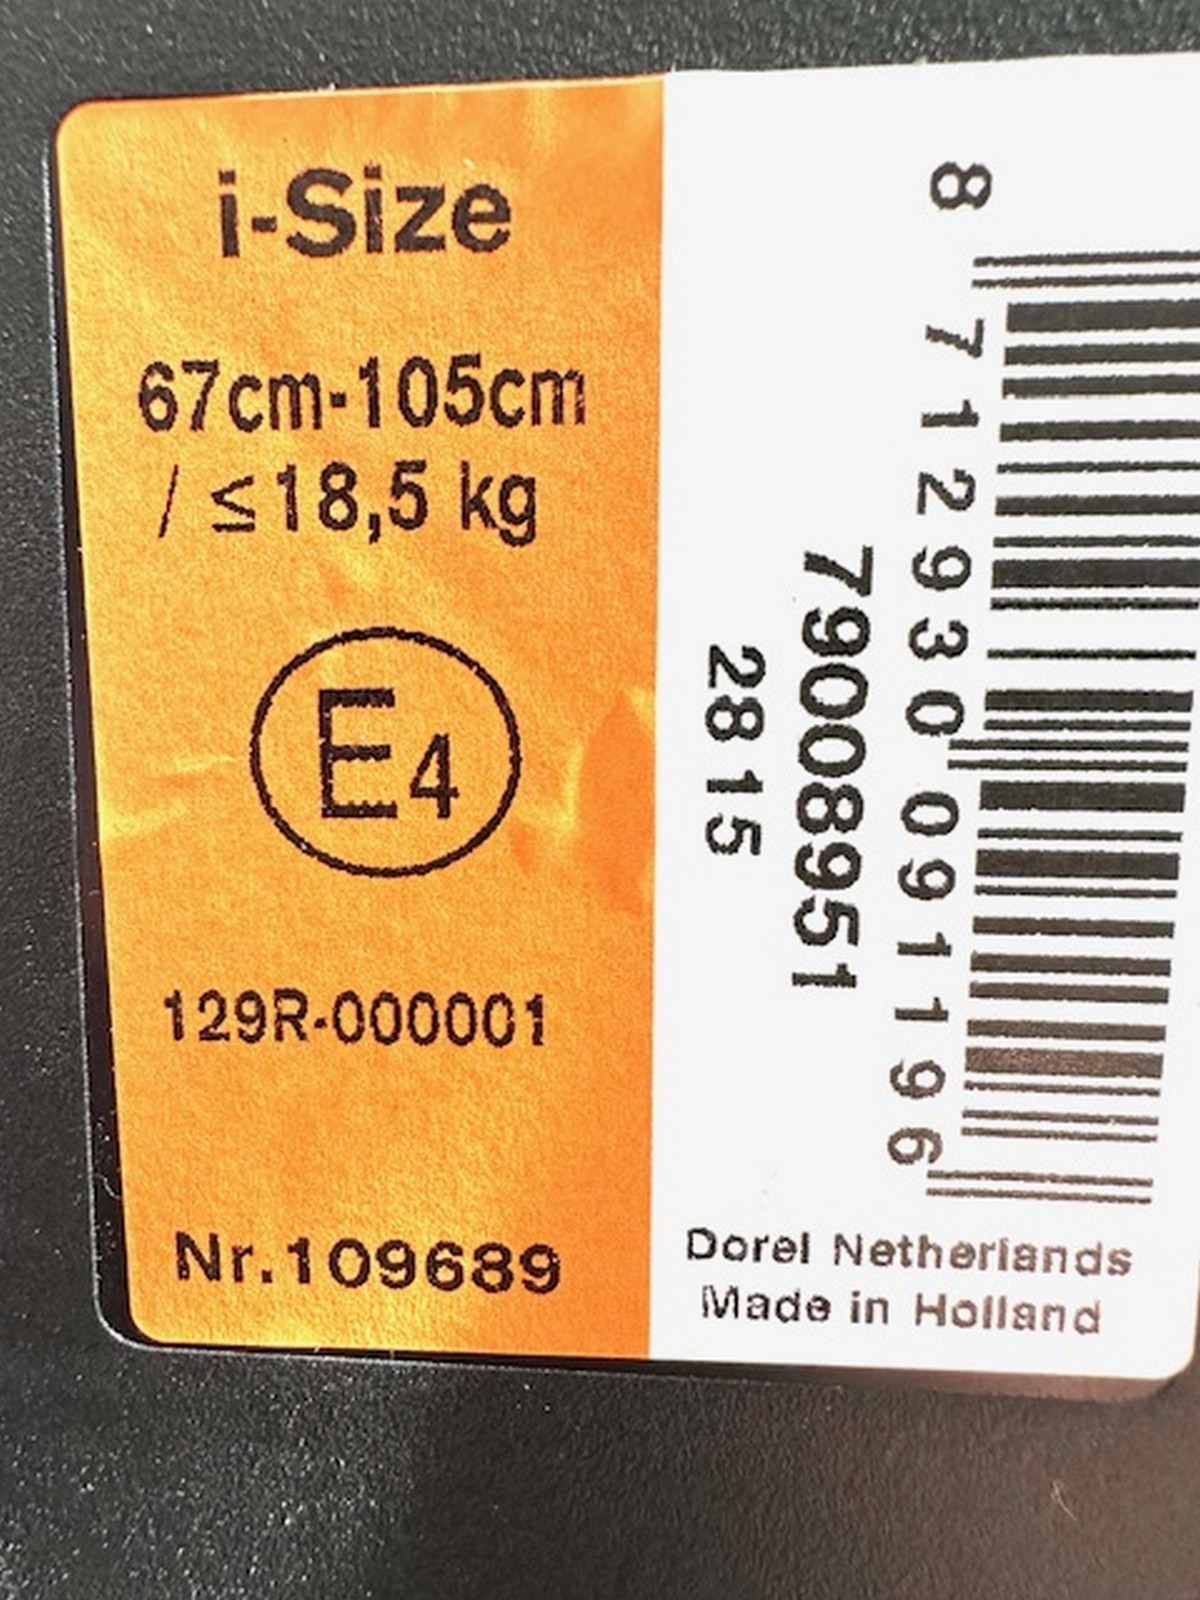 i-Size
67cm-105cm
/ ≤18,5 kg
E4
129R-000001
Nr.109689
8 712930 091196
79008951
2815
Dorel Netherlands
Made in Holland